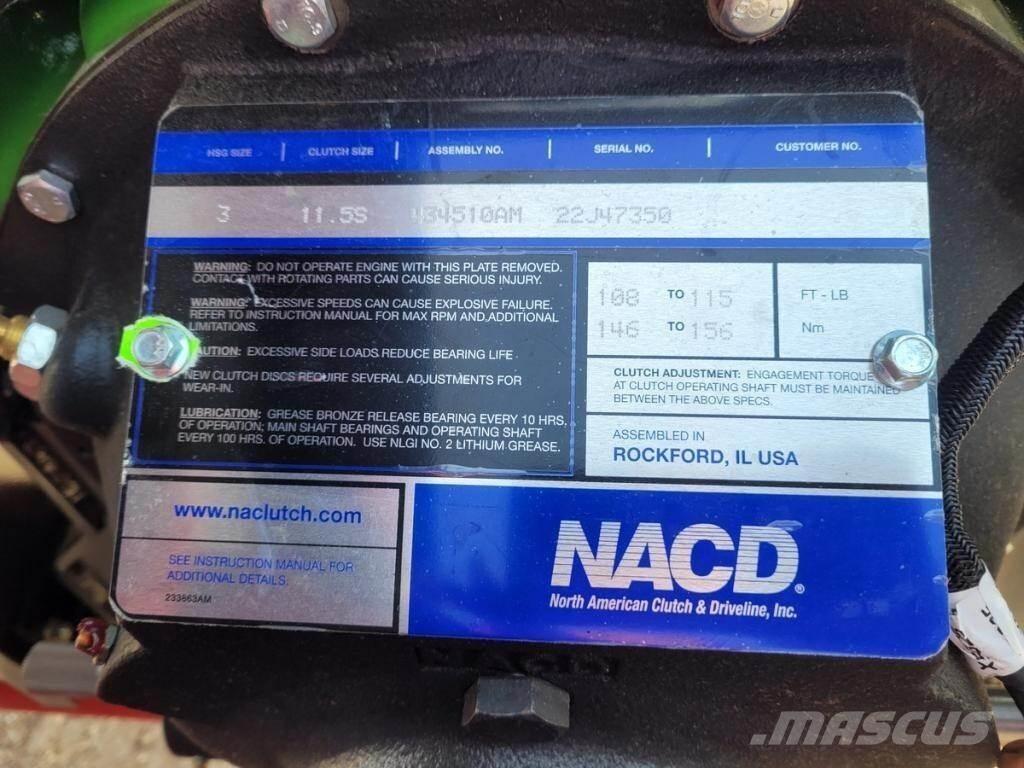 HSG SIZE | CLUTCH SIZE | ASSEMBLY NO. | SERIAL NO. | CUSTOMER NO.
3 11.5S 434510AM 22J47350
WARNING: DO NOT OPERATE ENGINE WITH THIS PLATE REMOVED.
CONTACT WITH ROTATING PARTS CAN CAUSE SERIOUS INJURY.
WARNING: EXCESSIVE SPEEDS CAN CAUSE EXPLOSIVE FAILURE.
REFER TO INSTRUCTION MANUAL FOR MAX RPM AND ADDITIONAL
LIMITATIONS.
CAUTION: EXCESSIVE SIDE LOADS REDUCE BEARING LIFE
NEW CLUTCH DISCS REQUIRE SEVERAL ADJUSTMENTS FOR
WEAR-IN.
LUBRICATION: GREASE BRONZE RELEASE BEARING EVERY 10 HRS.
OF OPERATION; MAIN SHAFT BEARINGS AND OPERATING SHAFT
EVERY 100 HRS. OF OPERATION. USE NLGI NO. 2 LITHIUM GREASE.
108 TO 115 FT - LB
146 TO 156 Nm
CLUTCH ADJUSTMENT: ENGAGEMENT TORQUE
AT CLUTCH OPERATING SHAFT MUST BE MAINTAINED
BETWEEN THE ABOVE SPECS.
ASSEMBLED IN
ROCKFORD, IL USA
www.naclutch.com
SEE INSTRUCTION MANUAL FOR
ADDITIONAL DETAILS.
233863AM
NACD®
North American Clutch & Driveline, Inc.
MASCUS